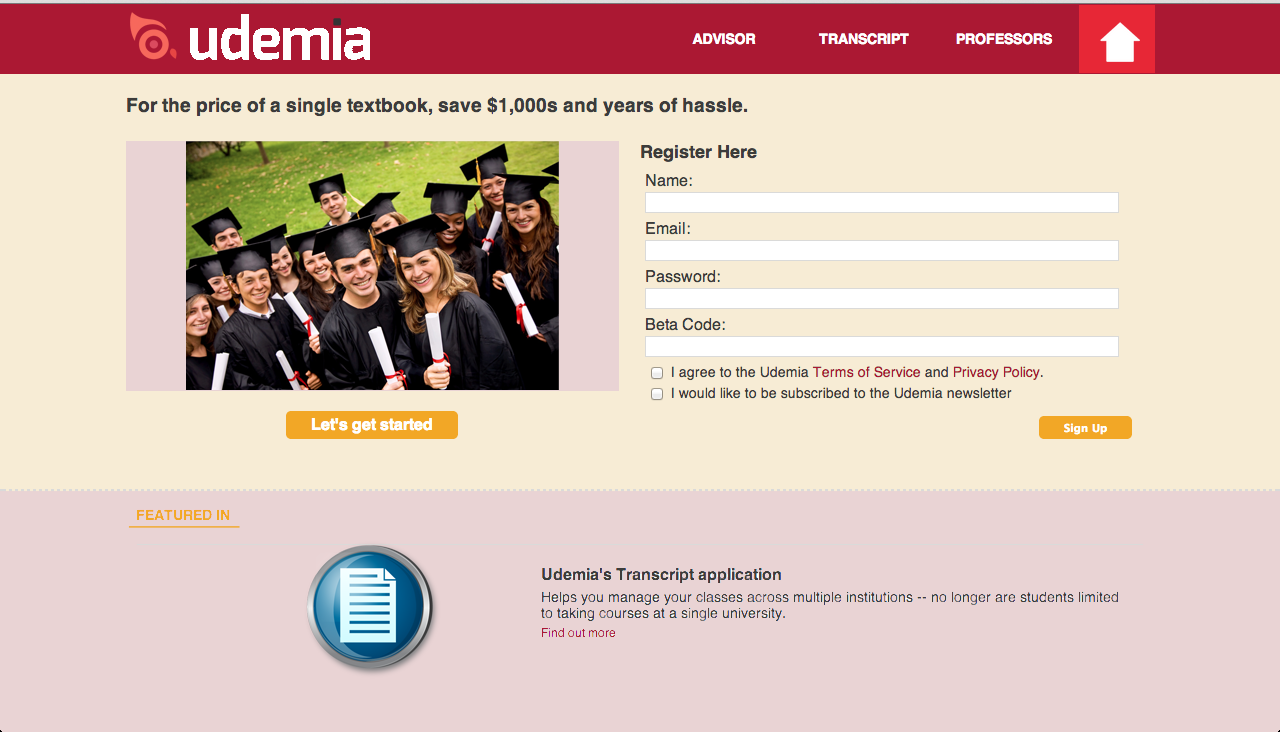 udemia
ADVISOR
TRANSCRIPT
PROFESSORS
For the price of a single textbook, save $1,000s and years of hassle.
Register Here
Name:
Email:
Password:
Beta Code:
I agree to the Udemia Terms of Service and Privacy Policy.
I would like to be subscribed to the Udemia newsletter
Let's get started
Sign Up
FEATURED IN
Udemia's Transcript application
Helps you manage your classes across multiple institutions -- no longer are students limited
to taking courses at a single university.
Find out more